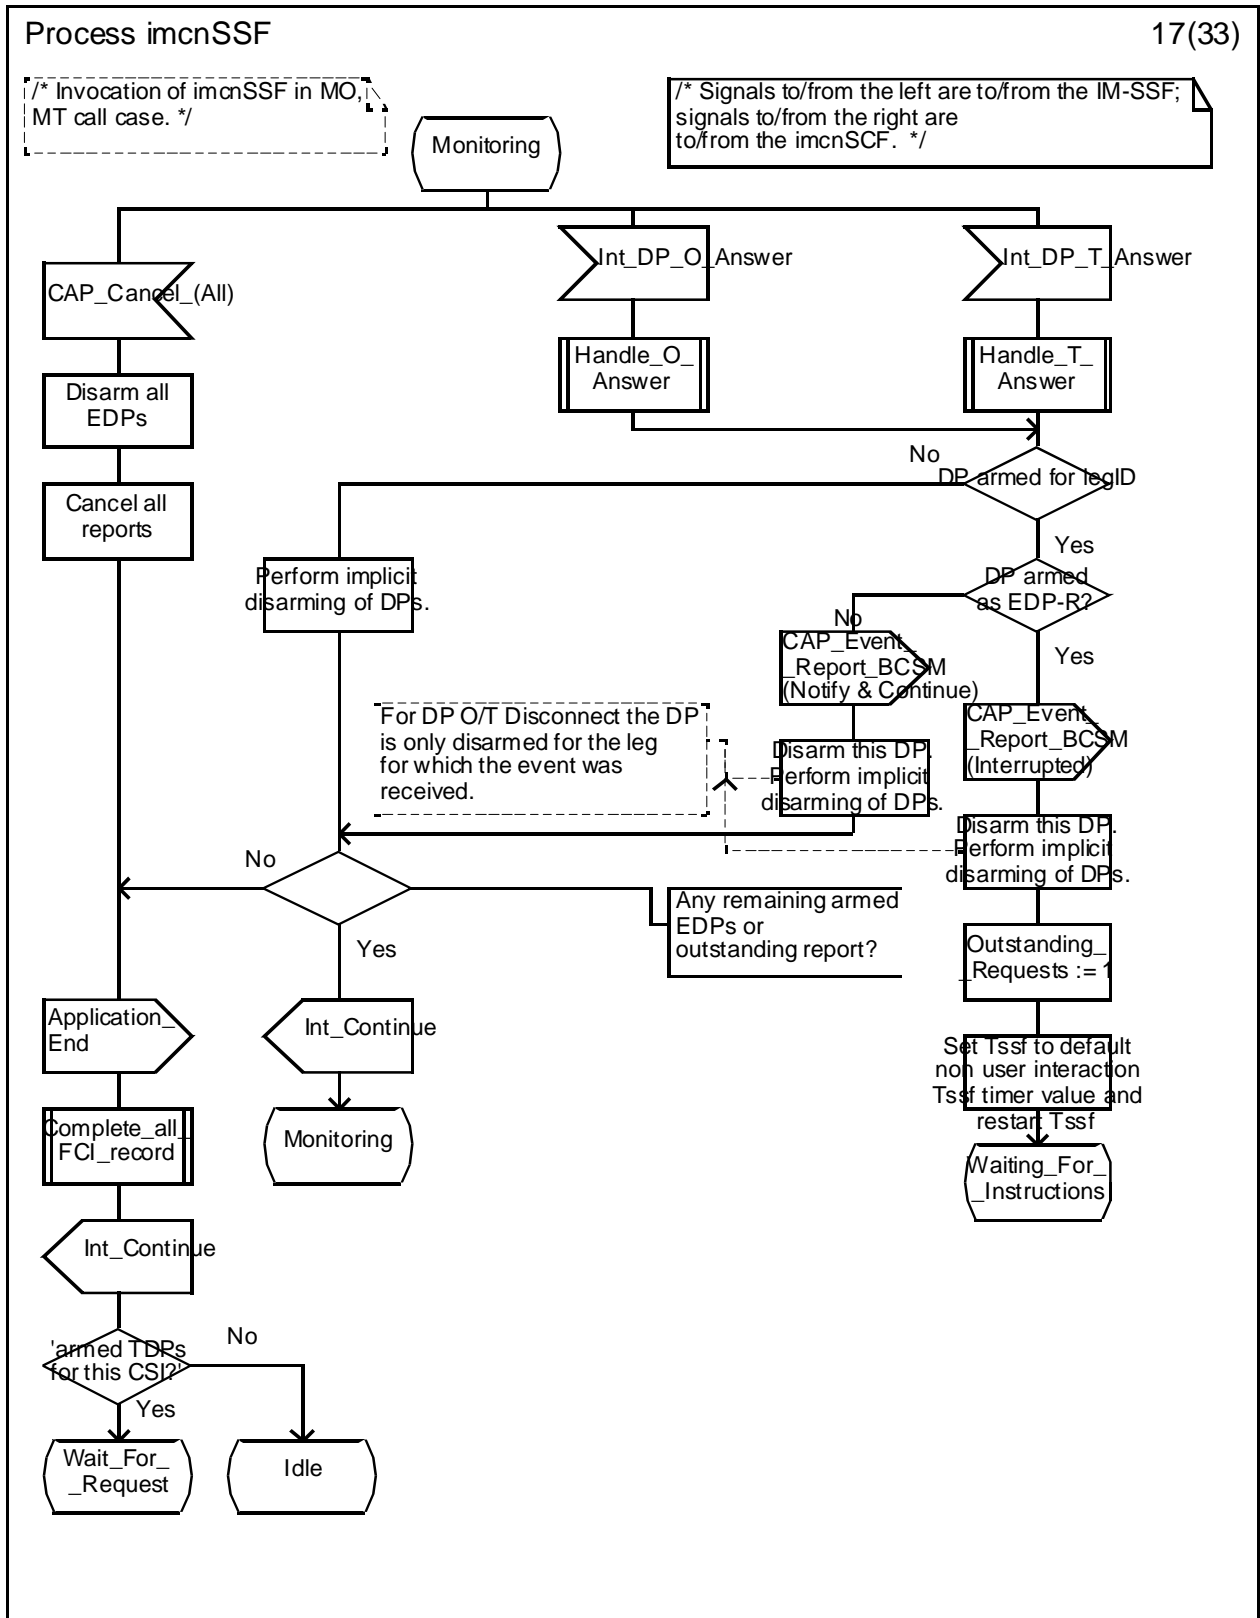 Process imcnSSF
17(33)
/* Invocation of imcnSSF in MO,
MT call case. */
/* Signals to/from the left are to/from the IM-SSF;
signals to/from the right are
to/from the imcnSCF. */
Monitoring
CAP_Cancel_(All)
Int_DP_O_Answer
Int_DP_T_Answer
Handle_O_
Answer
Handle_T_
Answer
Disarm all
EDPs
Cancel all
reports
No
DP armed for legID
Yes
Perform implicit
disarming of DPs.
DP armed
as EDP-R?
No
Yes
CAP_Event_
_Report_BCSM
(Notify & Continue)
CAP_Event_
_Report_BCSM
(Interrupted)
For DP O/T Disconnect the DP
is only disarmed for the leg
for which the event was
received.
Disarm this DP.
Perform implicit
disarming of DPs.
Disarm this DP.
Perform implicit
disarming of DPs.
No
Yes
Any remaining armed
EDPs or
outstanding report?
Outstanding_
_Requests := 1
Application_
End
Int_Continue
Set Tssf to default
non user interaction
Tssf timer value and
restart Tssf
Complete_all_
FCI_record
Monitoring
Waiting_For_
_Instructions
Int_Continue
'armed TDPs
for this CSI?'
No
Yes
Wait_For_
_Request
Idle